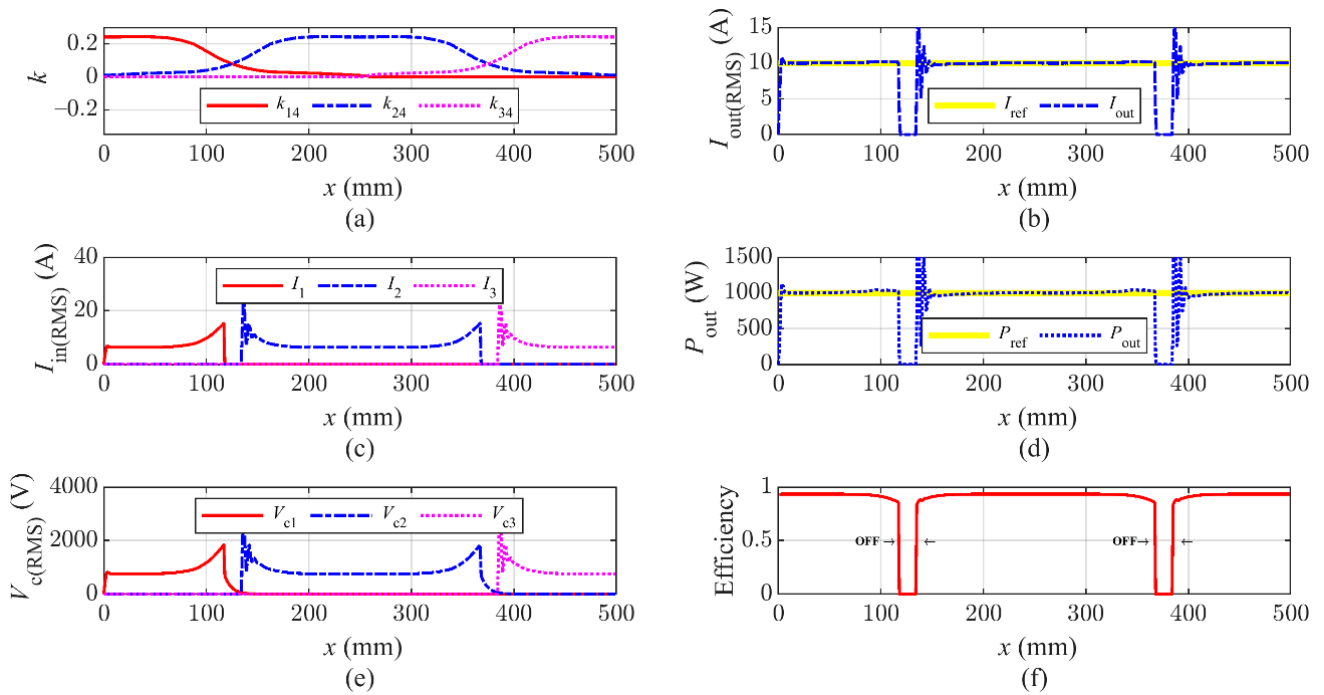 (a)
k
0.2
0
−0.2
k14 k24 k34
0 100 200 300 400 500
x (mm)
(a)
(b)
Iout(RMS) (A)
15
10
5
0
Iref Iout
0 100 200 300 400 500
x (mm)
(b)
Iin(RMS) (A)
40
20
0
I1 I2 I3
0 100 200 300 400 500
x (mm)
(c)
Pout (W)
1500
1000
500
0
Pref Pout
0 100 200 300 400 500
x (mm)
(d)
Vc(RMS) (V)
4000
2000
0
Vc1 Vc2 Vc3
0 100 200 300 400 500
x (mm)
(e)
Efficiency
1
0.5
0
OFF→ ← OFF→ ←
0 100 200 300 400 500
x (mm)
(f)